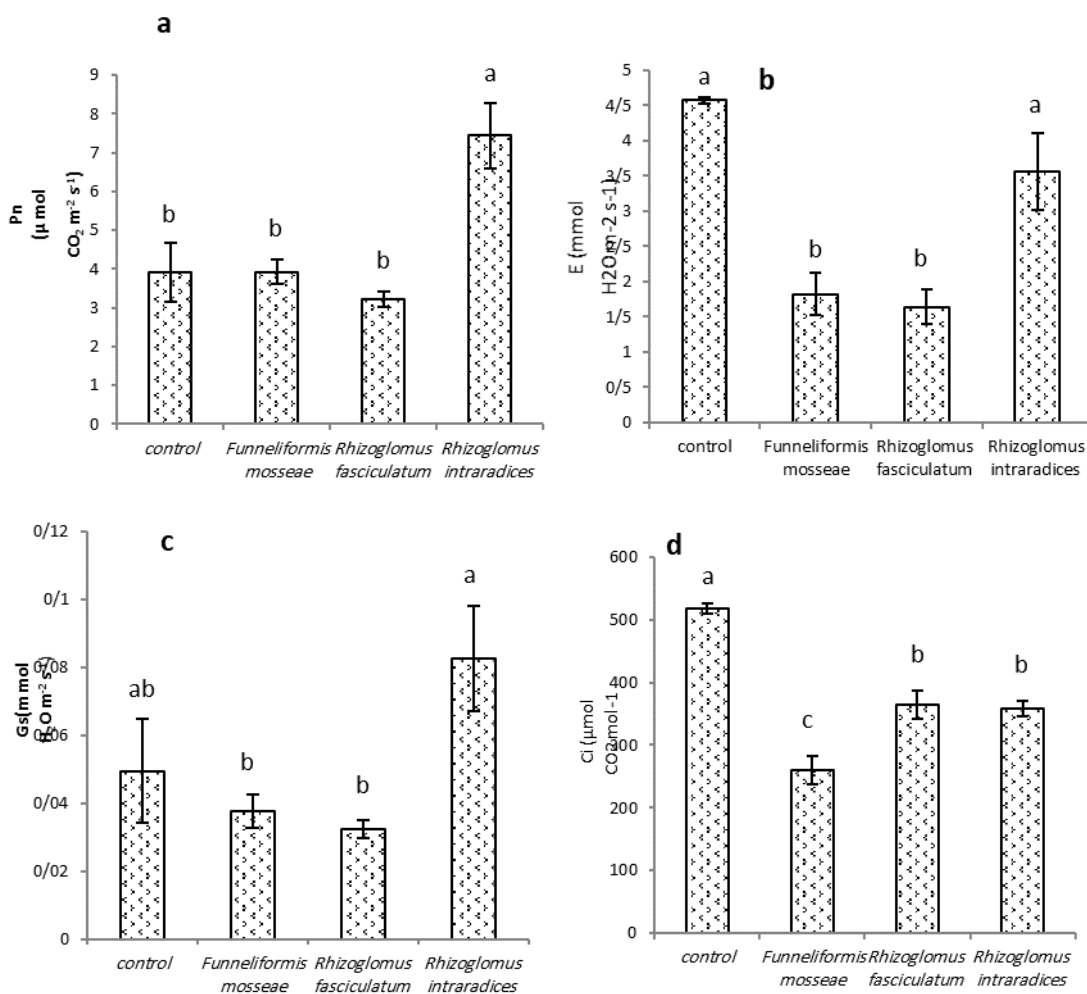 a
9
8
7
6
5
4
3
2
1
0
Pn
(µ mol
CO₂ m⁻² s⁻¹)
b
b
b
a
control
Funneliformis
mosseae
Rhizoglomus
fasciculatum
Rhizoglomus
intraradices
b
5
4/5
4
3/5
3
2/5
2
1/5
1
0/5
0
E (mmol
H2O m-2 s-1)
a
b
b
a
control
Funneliformis
mosseae
Rhizoglomus
fasciculatum
Rhizoglomus
intraradices
c
0/12
0/1
0/08
0/06
0/04
0/02
0
Gs(m mol
H₂O m⁻² s⁻¹)
ab
b
b
a
control
Funneliformis
mosseae
Rhizoglomus
fasciculatum
Rhizoglomus
intraradices
d
600
500
400
300
200
100
0
Ci (µmol
CO2 mol-1
a
c
b
b
control
Funneliformis
mosseae
Rhizoglomus
fasciculatum
Rhizoglomus
intraradices